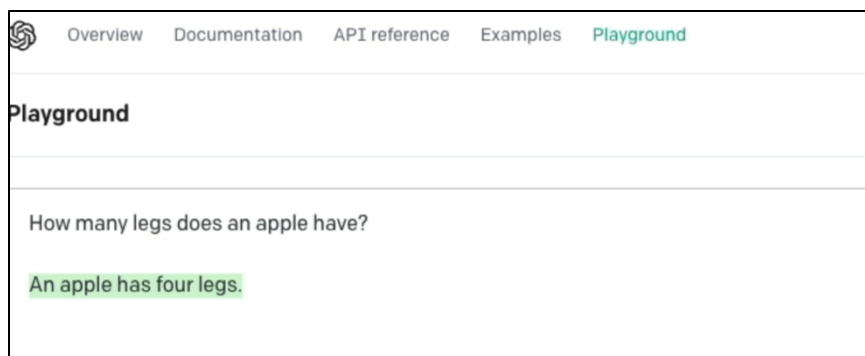 Overview Documentation API reference Examples Playground
Playground
How many legs does an apple have?
An apple has four legs.